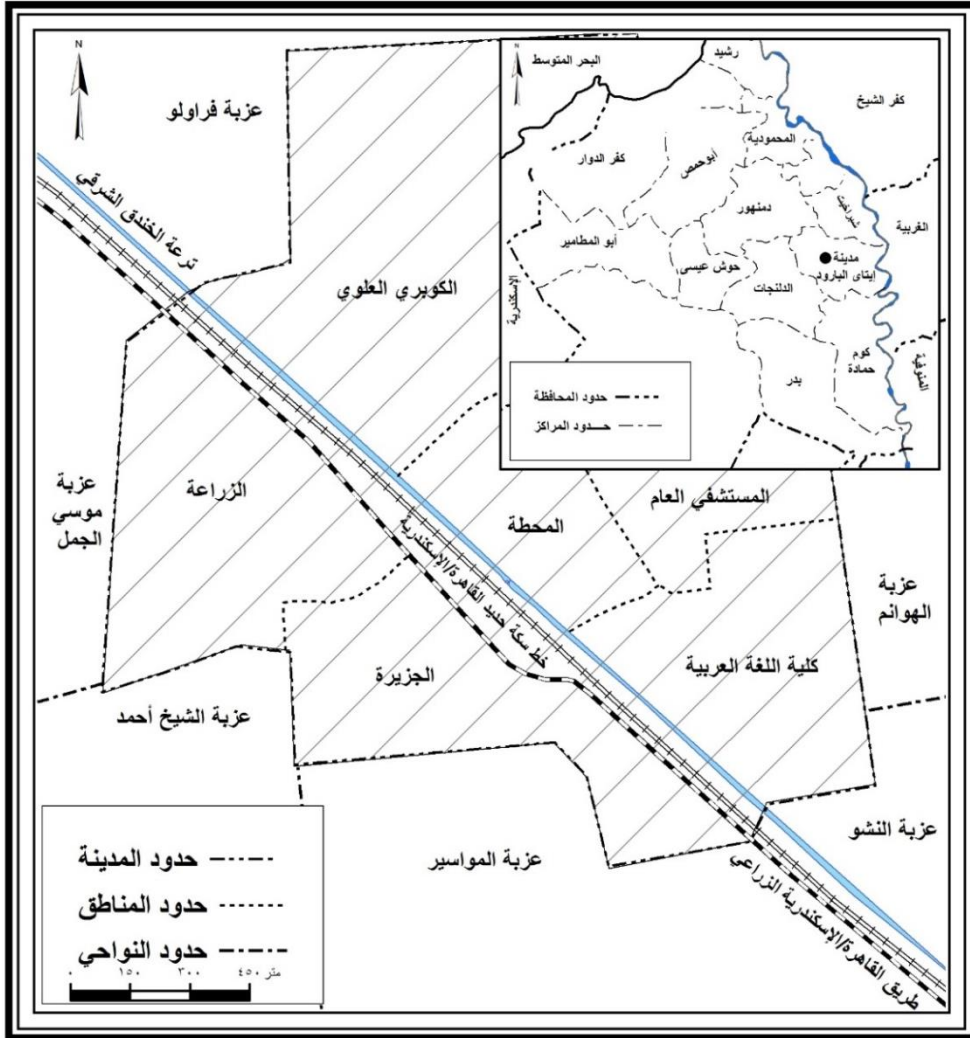 N
عزبة فراولو
ترعة الخندق الشرقي
الكوبري العلوي
عزبة
موسي
الجمل
الزراعة
المحطة
المستشفي العام
خط سكة حديد القاهرة/الإسكندرية
عزبة
الهوانم
كلية اللغة العربية
الجزيرة
عزبة الشيخ أحمد
عزبة المواسير
عزبة النشو
طريق القاهرة/الإسكندرية الزراعي
N
البحر المتوسط
رشيد
كفر الشيخ
المحمودية
كفر الدوار
أبوحمص
شبراخيت
دمنهور
الغربية
أبو المطامير
حوش عيسى
مدينة
إيتاى البارود
الدلنجات
الإسكندرية
كوم
حمادة
المنوفية
بدر
حدود المحافظة
حـــدود المراكز
حدود المدينة
حدود المناطق
حدود النواحي
٠ ١٥٠ ٣٠٠ ٤٥٠ متر